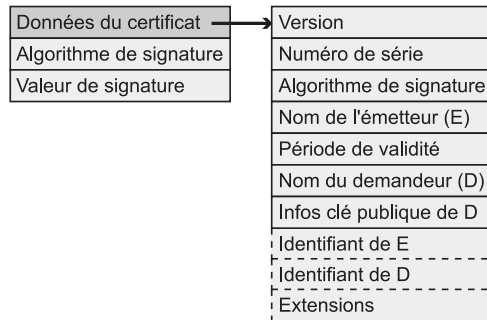 Données du certificat
Algorithme de signature
Valeur de signature
Version
Numéro de série
Algorithme de signature
Nom de l'émetteur (E)
Période de validité
Nom du demandeur (D)
Infos clé publique de D
Identifiant de E
Identifiant de D
Extensions